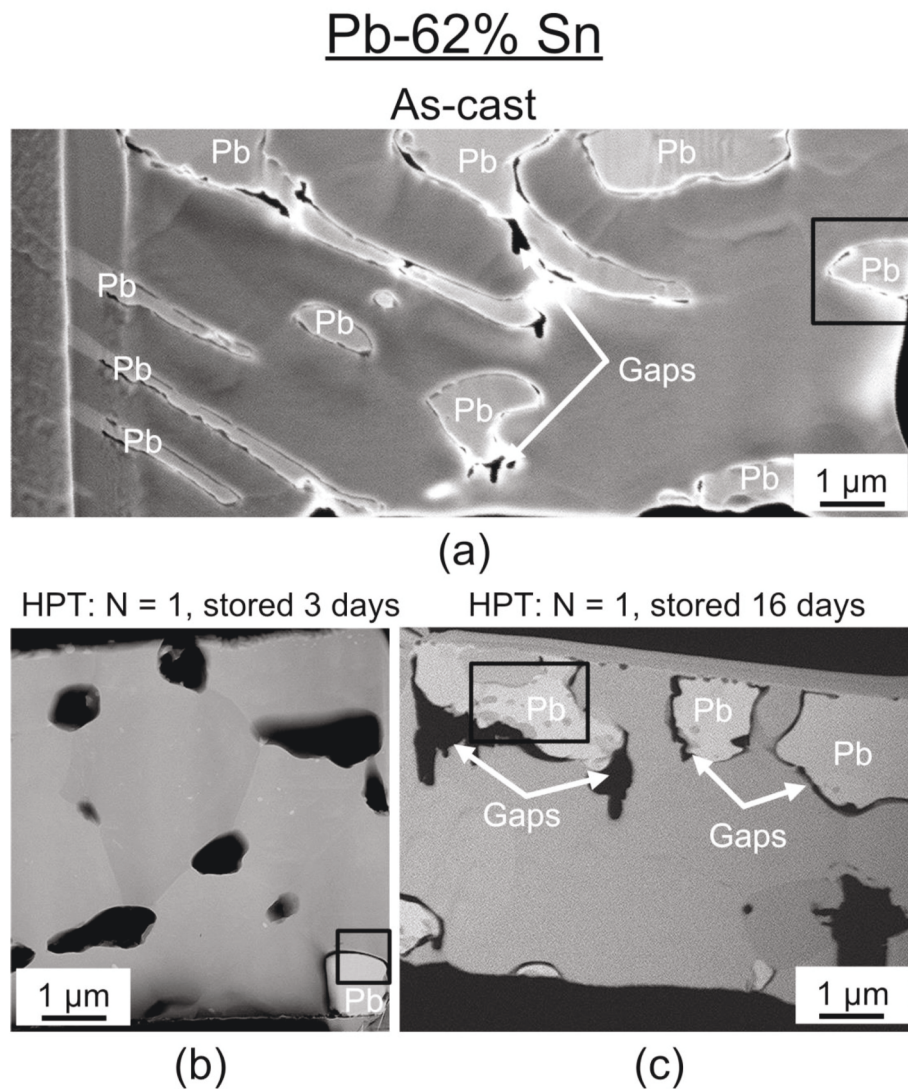 Pb-62% Sn
As-cast
Pb
Pb
Pb
Pb
Pb
Pb
Pb
Gaps
Pb
Pb
Pb
1 µm
(a)
HPT: N = 1, stored 3 days
HPT: N = 1, stored 16 days
Pb
1 µm
(b)
Pb
Pb
Pb
Gaps
Gaps
1 µm
(c)